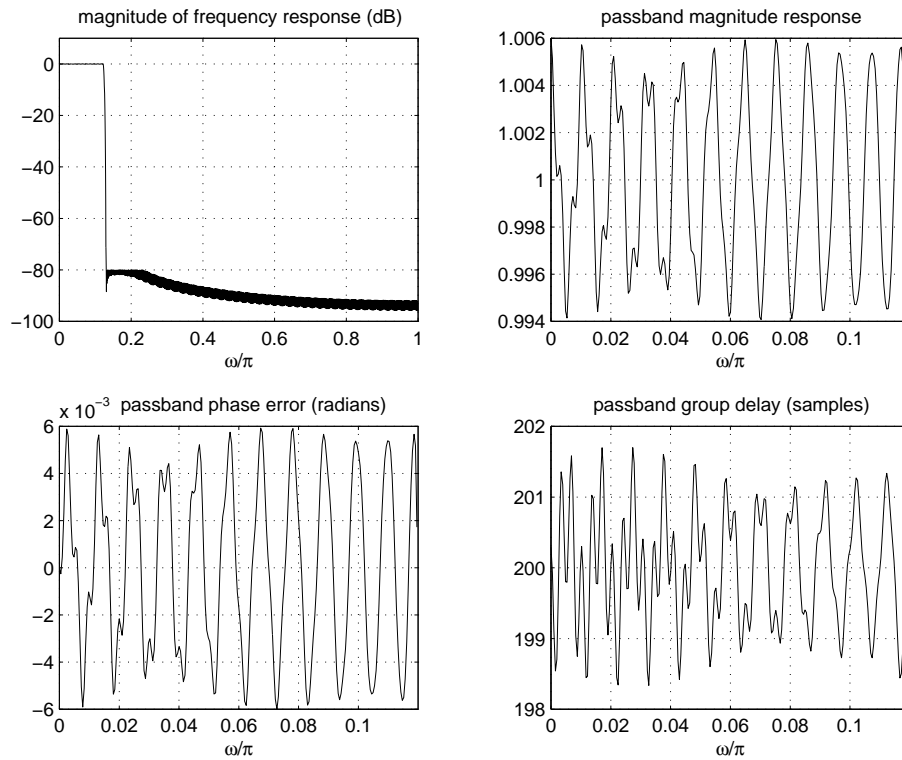 magnitude of frequency response (dB)
0
−20
−40
−60
−80
−100
0 0.2 0.4 0.6 0.8 1
ω/π
passband magnitude response
1.006
1.004
1.002
1
0.998
0.996
0.994
0 0.02 0.04 0.06 0.08 0.1
ω/π
x 10−3
passband phase error (radians)
6
4
2
0
−2
−4
−6
0 0.02 0.04 0.06 0.08 0.1
ω/π
passband group delay (samples)
202
201
200
199
198
0 0.02 0.04 0.06 0.08 0.1
ω/π